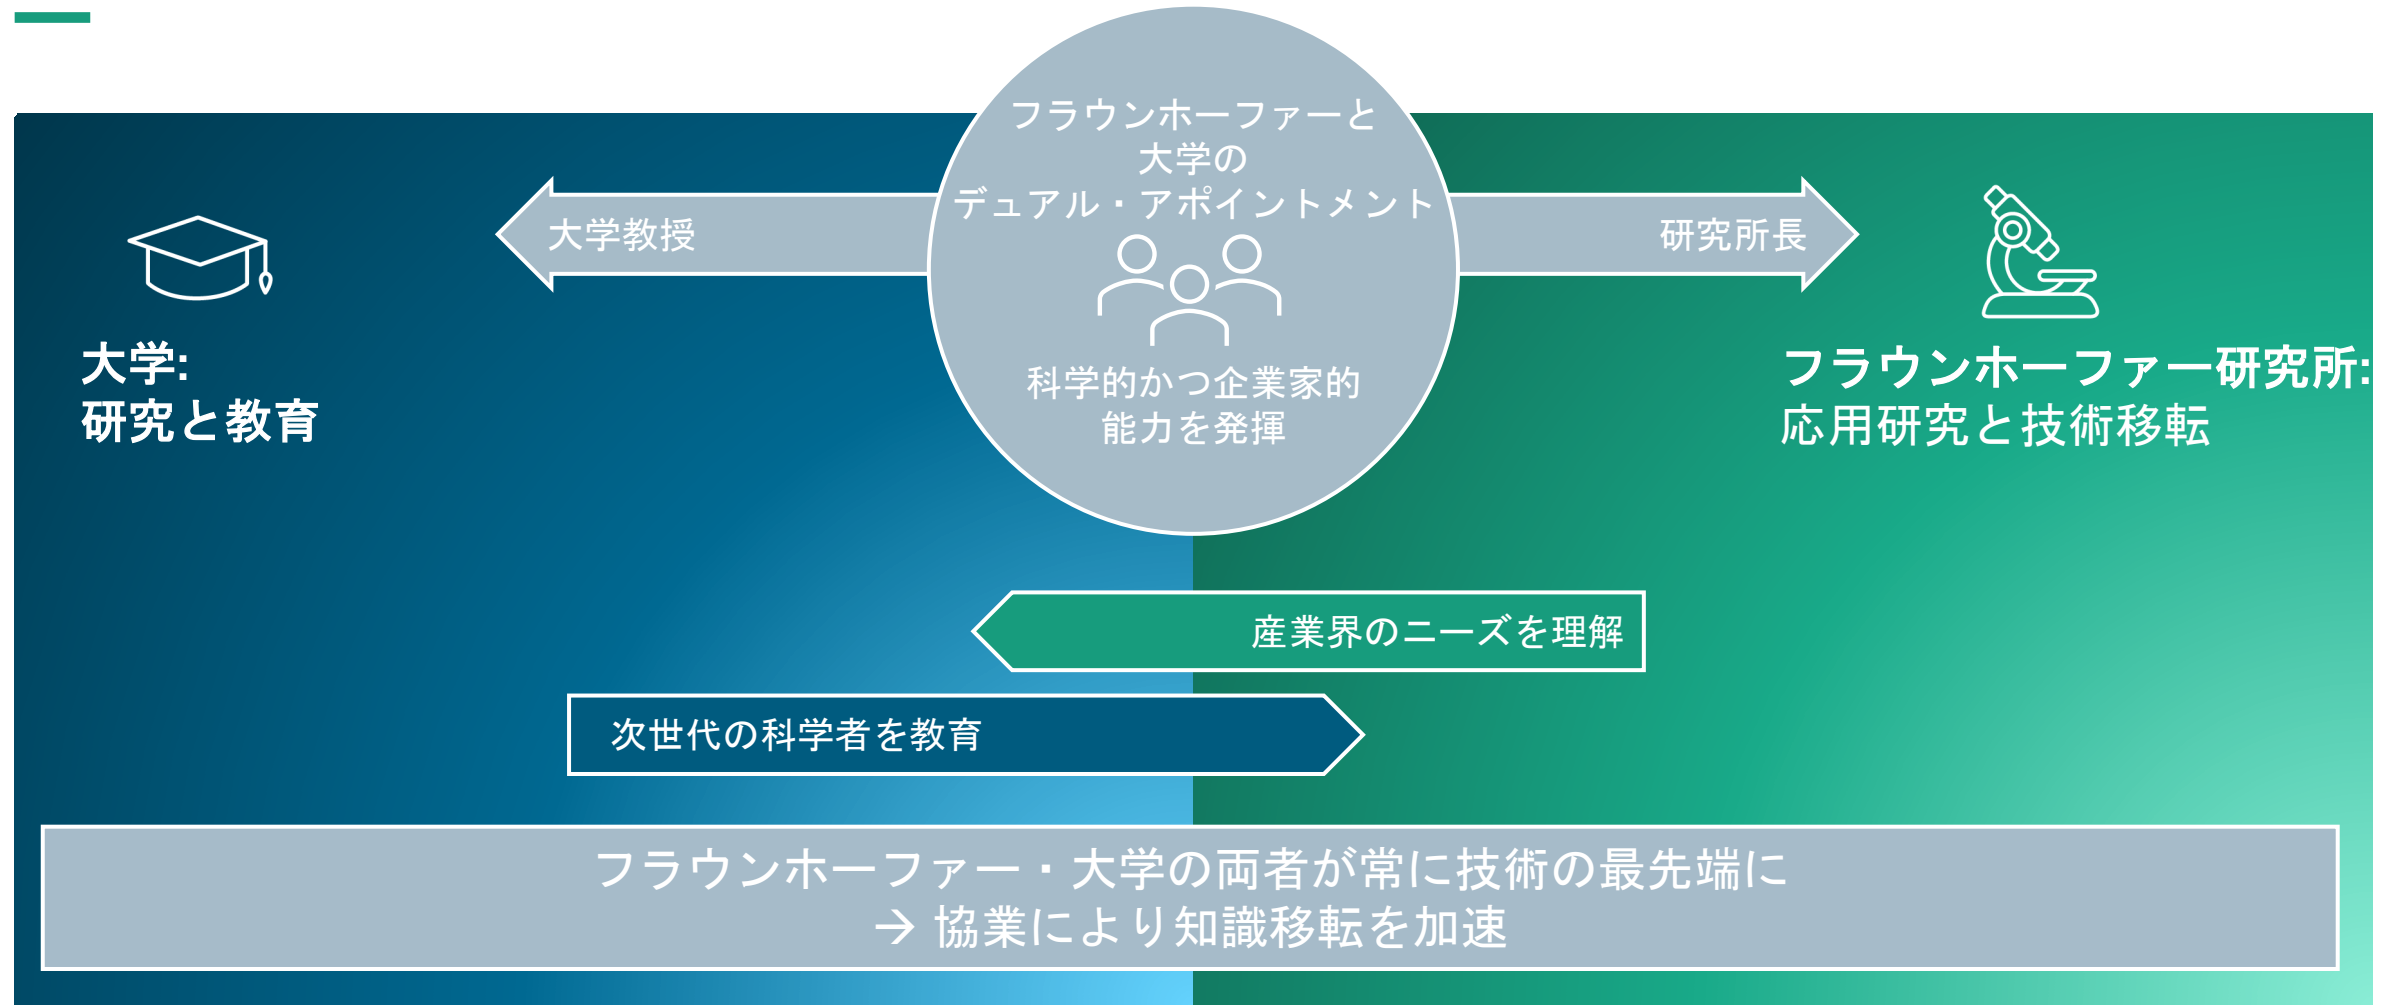 フラウンホーファーと
大学の
デュアル・アポイントメント
大学教授
研究所長
科学的かつ企業家的
能力を発揮
大学:
研究と教育
フラウンホーファー研究所:
応用研究と技術移転
産業界のニーズを理解
次世代の科学者を教育
フラウンホーファー・大学の両者が常に技術の最先端に
→ 協業により知識移転を加速